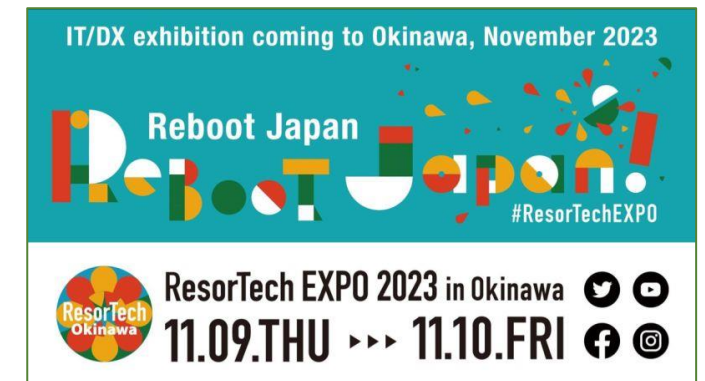 IT/DX exhibition coming to Okinawa, November 2023
Reboot Japan
ReBooT Japan!
#ResorTechEXPO
ResorTech
Okinawa
ResorTech EXPO 2023 in Okinawa
11.09.THU ▸▸▸ 11.10.FRI